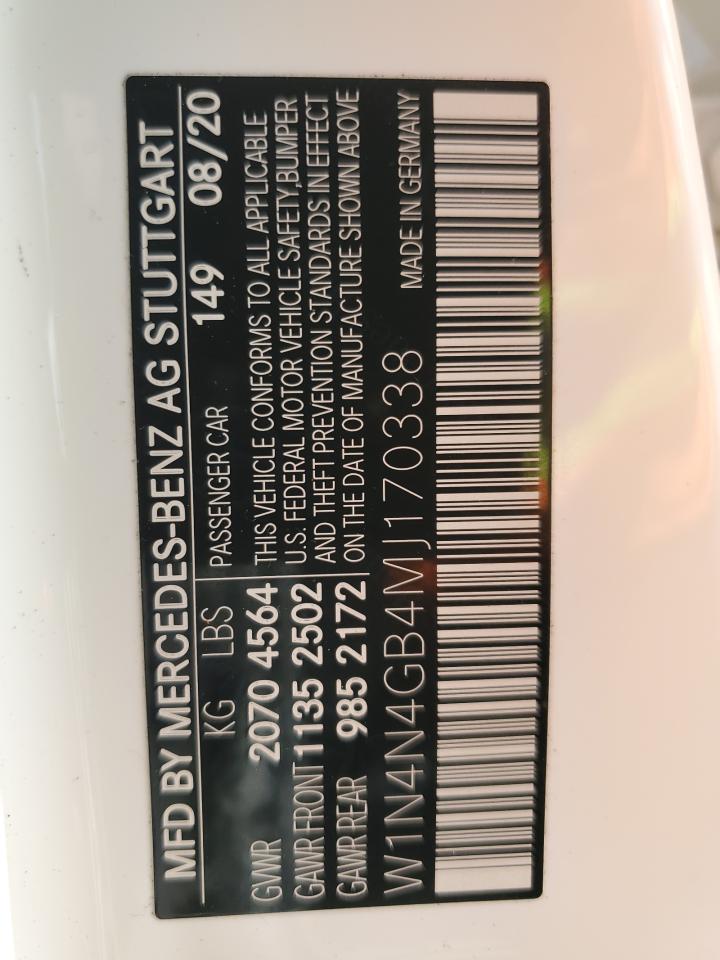 MFD BY MERCEDES-BENZ AG STUTTGART
KG LBS PASSENGER CAR 149 08/20
GVWR 2070 4564 THIS VEHICLE CONFORMS TO ALL APPLICABLE
GAWR FRONT 1135 2502 U.S. FEDERAL MOTOR VEHICLE SAFETY,BUMPER
AND THEFT PREVENTION STANDARDS IN EFFECT
GAWR REAR 985 2172 ON THE DATE OF MANUFACTURE SHOWN ABOVE
W1N4N4GB4MJ170338 MADE IN GERMANY